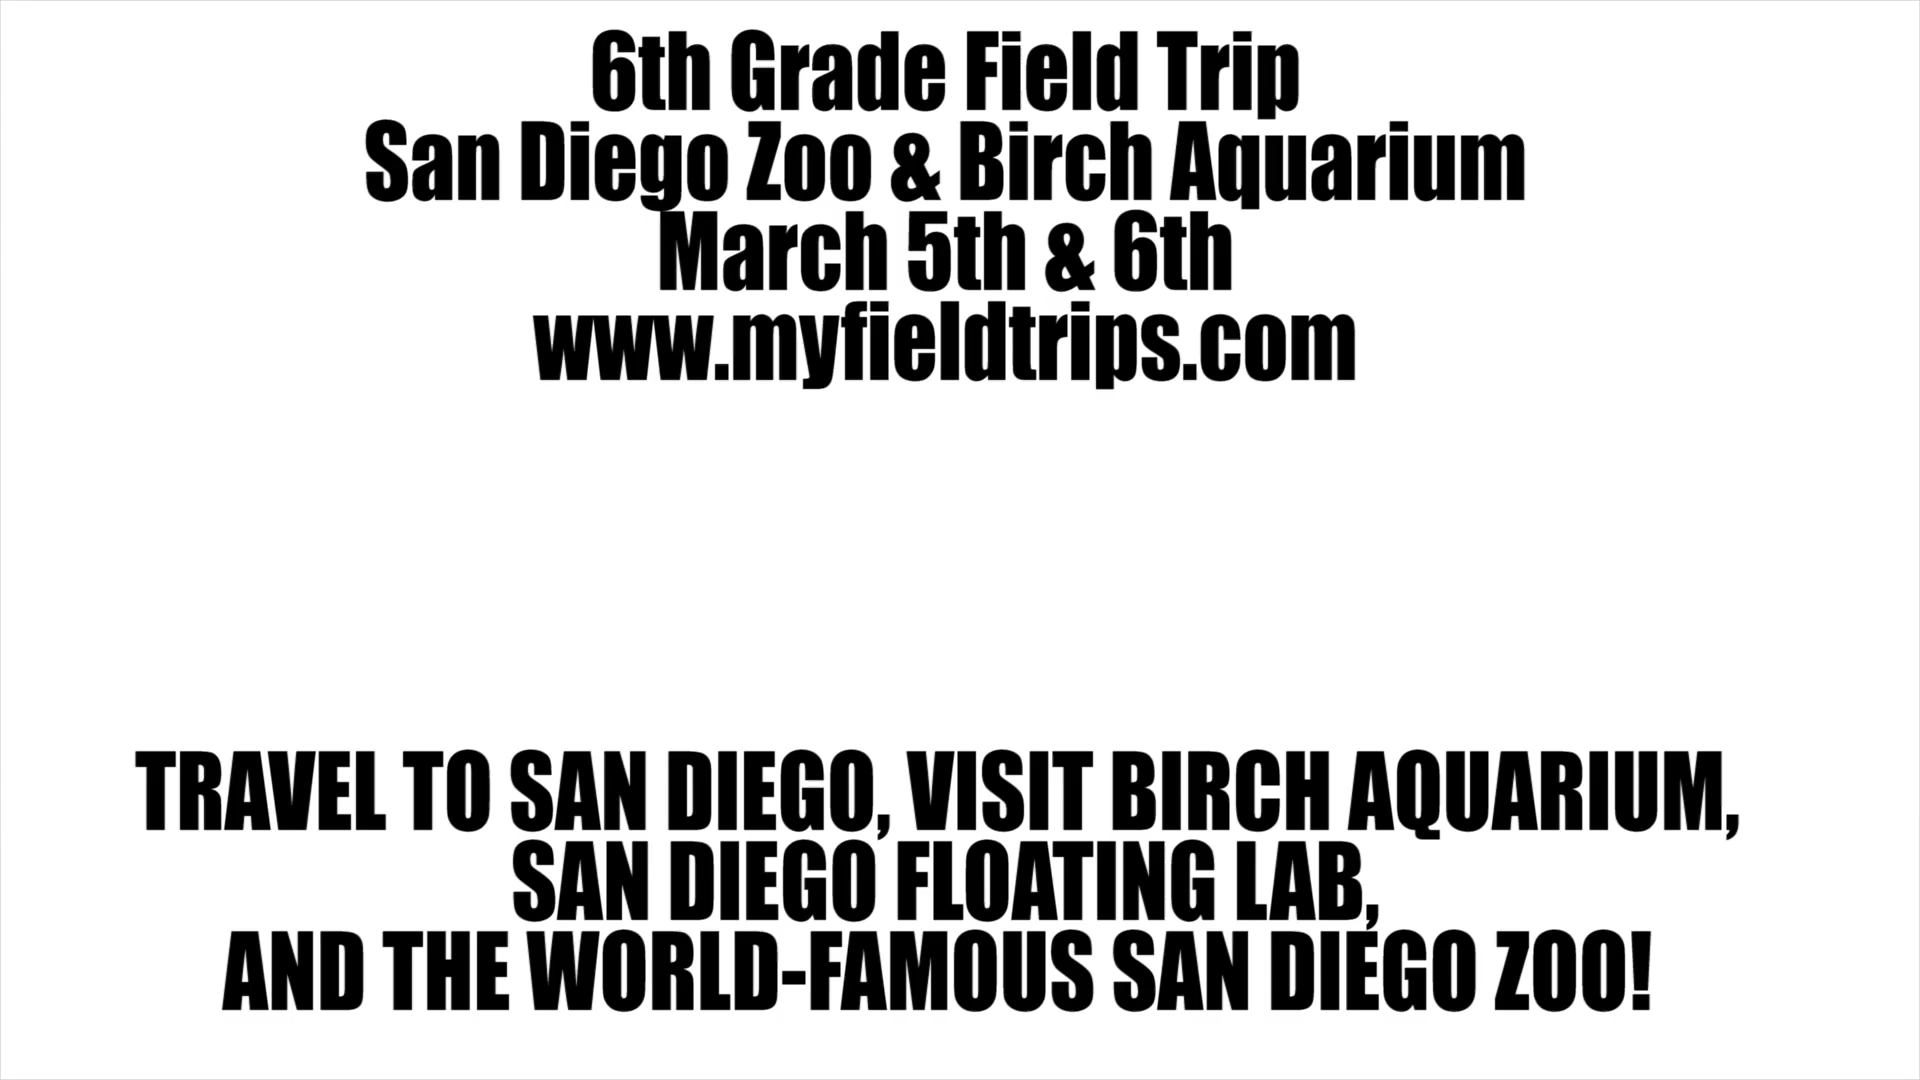 6th Grade Field Trip
San Diego Zoo & Birch Aquarium
March 5th & 6th
www.myfieldtrips.com
TRAVEL TO SAN DIEGO, VISIT BIRCH AQUARIUM,
SAN DIEGO FLOATING LAB,
AND THE WORLD-FAMOUS SAN DIEGO ZOO!